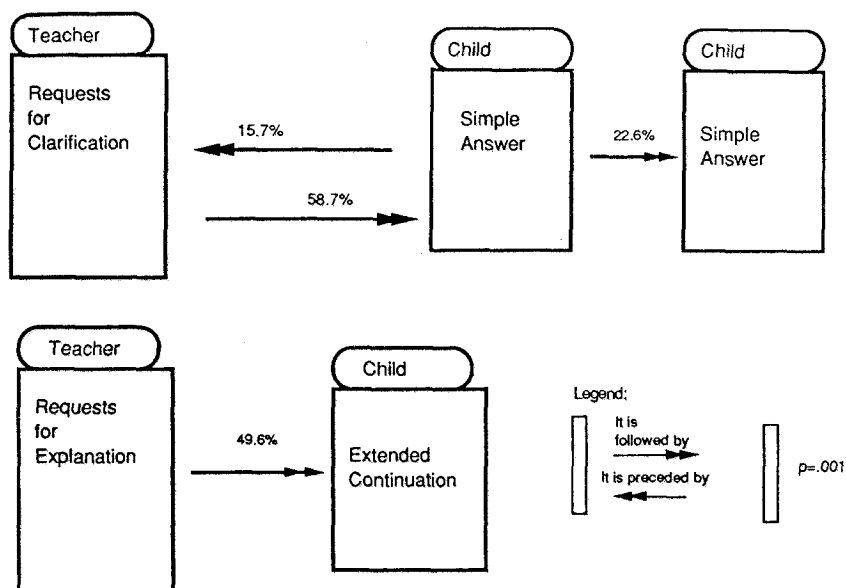 Teacher
Requests
for
Clarification
15.7%
58.7%
Child
Simple
Answer
22.6%
Child
Simple
Answer
Teacher
Requests
for
Explanation
49.6%
Child
Extended
Continuation
Legend:
It is
followed by
It is preceded by
p=.001